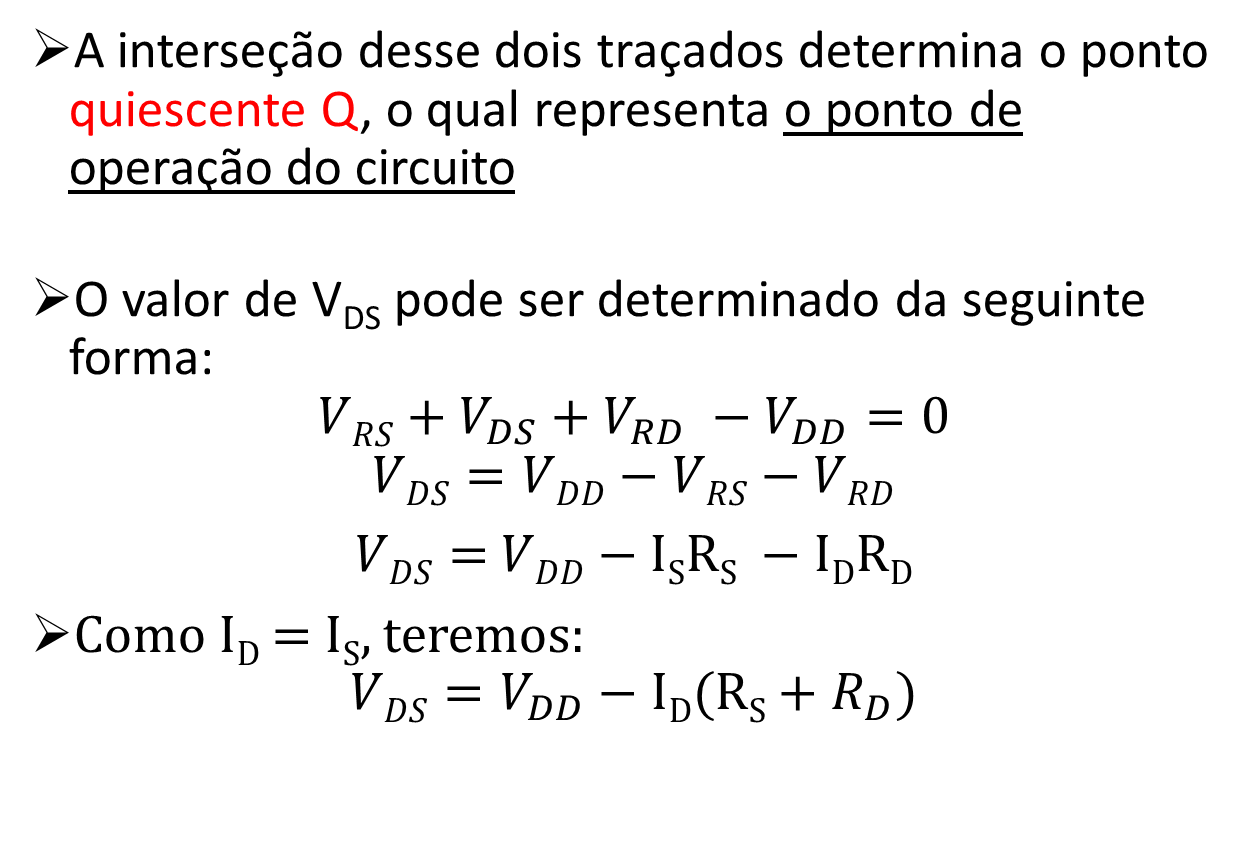 ➢A interseção desse dois traçados determina o ponto
quiescente Q, o qual representa o ponto de
operação do circuito
➢O valor de V_DS pode ser determinado da seguinte
forma:
V_RS + V_DS + V_RD − V_DD = 0
V_DS = V_DD − V_RS − V_RD
V_DS = V_DD − I_S R_S − I_D R_D
➢Como I_D = I_S, teremos:
V_DS = V_DD − I_D(R_S + R_D)